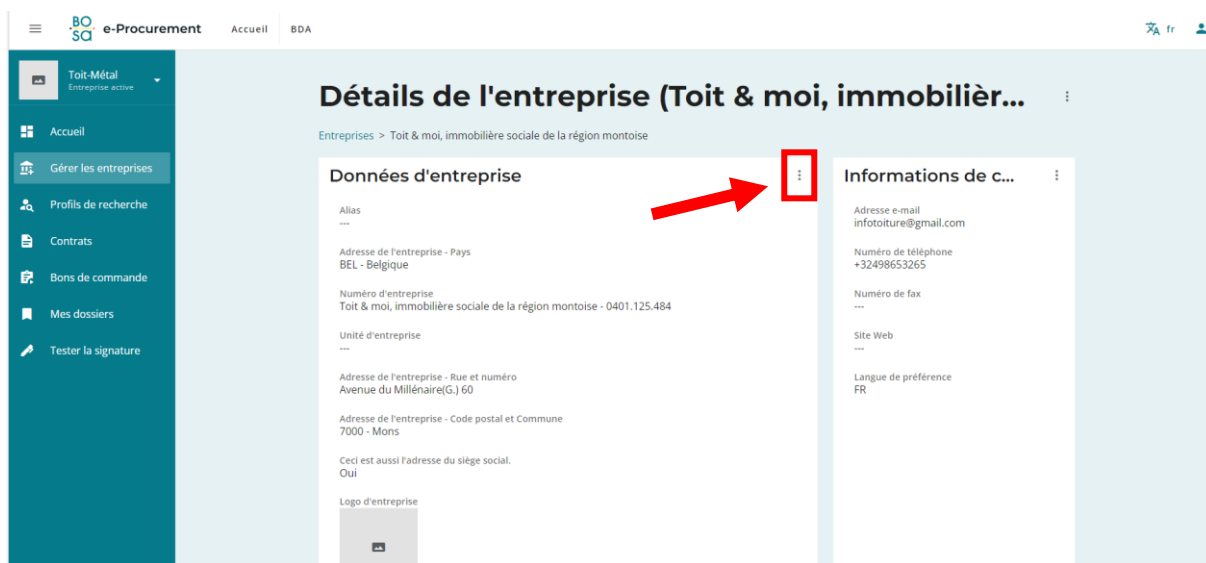 BOSa e-Procurement Accueil BDA fr
Toit-Métal
Entreprise active
Accueil
Gérer les entreprises
Profils de recherche
Contrats
Bons de commande
Mes dossiers
Tester la signature
Détails de l'entreprise (Toit & moi, immobilièr...
Entreprises > Toit & moi, immobilière sociale de la région montoise
Données d'entreprise
Alias
---
Adresse de l'entreprise - Pays
BEL - Belgique
Numéro d'entreprise
Toit & moi, immobilière sociale de la région montoise - 0401.125.484
Unité d'entreprise
---
Adresse de l'entreprise - Rue et numéro
Avenue du Millénaire(G.) 60
Adresse de l'entreprise - Code postal et Commune
7000 - Mons
Ceci est aussi l'adresse du siège social.
Oui
Logo d'entreprise
Informations de c...
Adresse e-mail
infotoiture@gmail.com
Numéro de téléphone
+32498653265
Numéro de fax
---
Site Web
---
Langue de préférence
FR